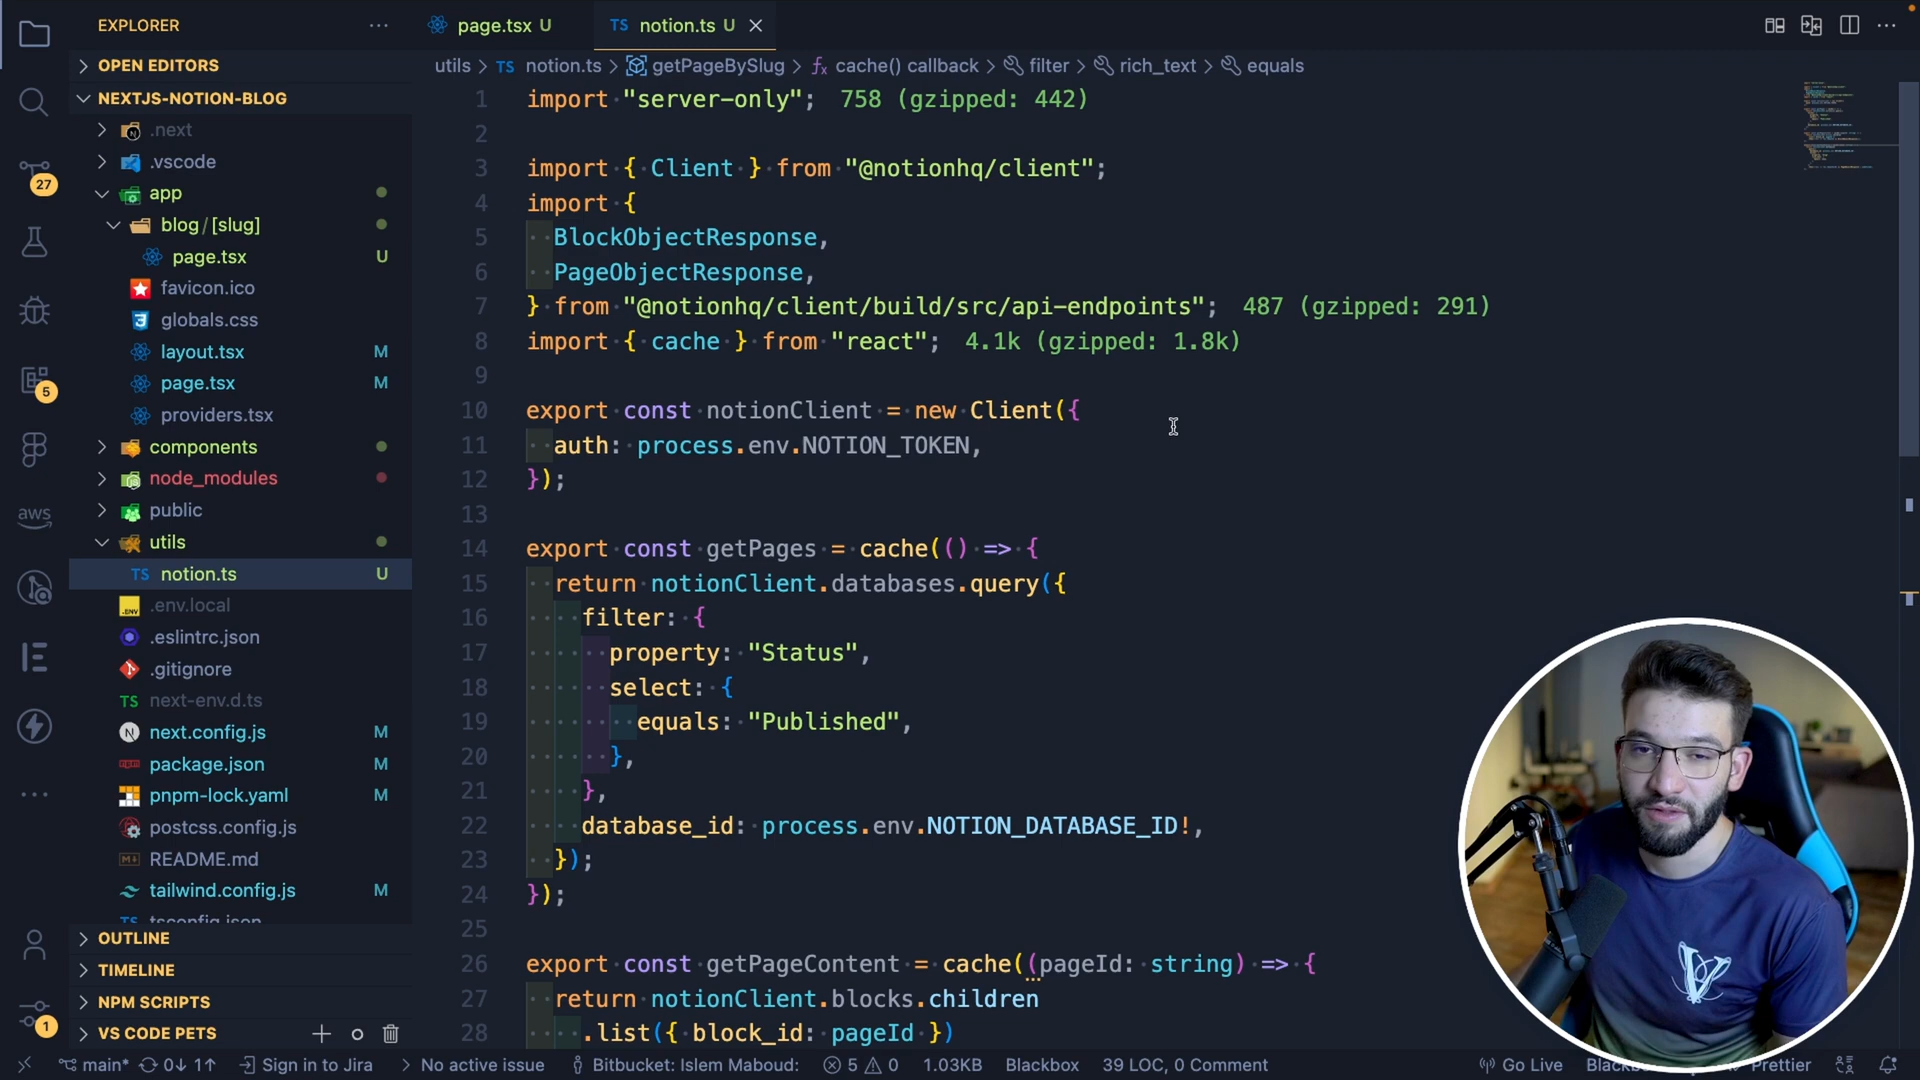 EXPLORER
···
page.tsx U
TS notion.ts U
OPEN EDITORS
utils > TS notion.ts > getPageBySlug > cache() callback > filter > rich_text > equals
NEXTJS-NOTION-BLOG
.next
.vscode
app
blog/[slug]
page.tsx U
favicon.ico
globals.css
layout.tsx M
page.tsx M
providers.tsx
components
node_modules
public
utils
TS notion.ts U
.env.local
.eslintrc.json
.gitignore
TS next-env.d.ts
next.config.js M
package.json M
pnpm-lock.yaml M
postcss.config.js
README.md
tailwind.config.js M
TS tsconfig.json
OUTLINE
TIMELINE
NPM SCRIPTS
VS CODE PETS
27
5
aws
1
1 import "server-only"; 758 (gzipped: 442)
2
3 import { Client } from "@notionhq/client";
4 import {
5 BlockObjectResponse,
6 PageObjectResponse,
7 } from "@notionhq/client/build/src/api-endpoints"; 487 (gzipped: 291)
8 import { cache } from "react"; 4.1k (gzipped: 1.8k)
9
10 export const notionClient = new Client({
11 auth: process.env.NOTION_TOKEN,
12 });
13
14 export const getPages = cache(() => {
15 return notionClient.databases.query({
16 filter: {
17 property: "Status",
18 select: {
19 equals: "Published",
20 },
21 },
22 database_id: process.env.NOTION_DATABASE_ID!,
23 });
24 });
25
26 export const getPageContent = cache((pageId: string) => {
27 return notionClient.blocks.children
28 .list({ block_id: pageId })
main* 0↓ 1↑ Sign in to Jira No active issue Bitbucket: Islem Maboud: 5 0 1.03KB Blackbox 39 LOC, 0 Comment Go Live Prettier